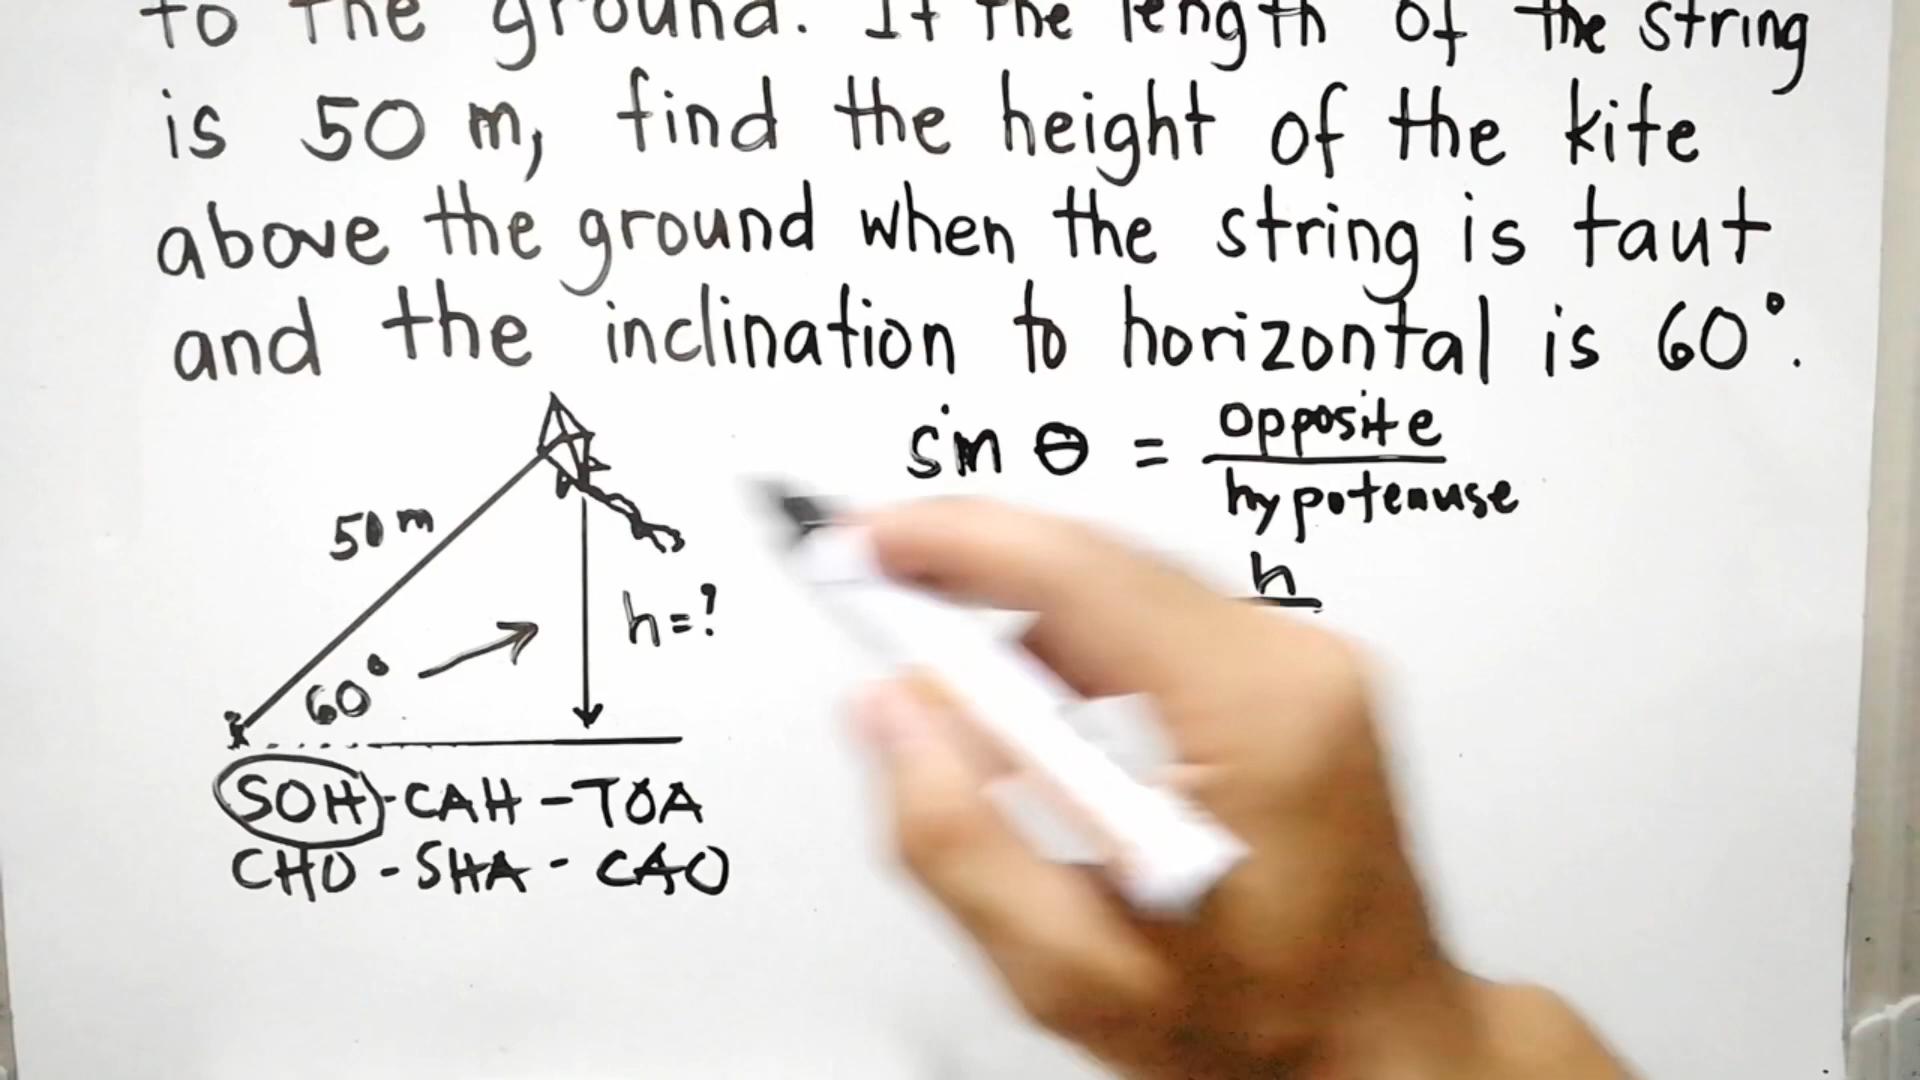 to the ground. If the length of the string
is 50 m, find the height of the kite
above the ground when the string is taut
and the inclination to horizontal is 60°.
50 m
h=?
60°
SOH-CAH-TOA
CHO-SHA-CAO
sin θ = opposite
hypotenuse
h